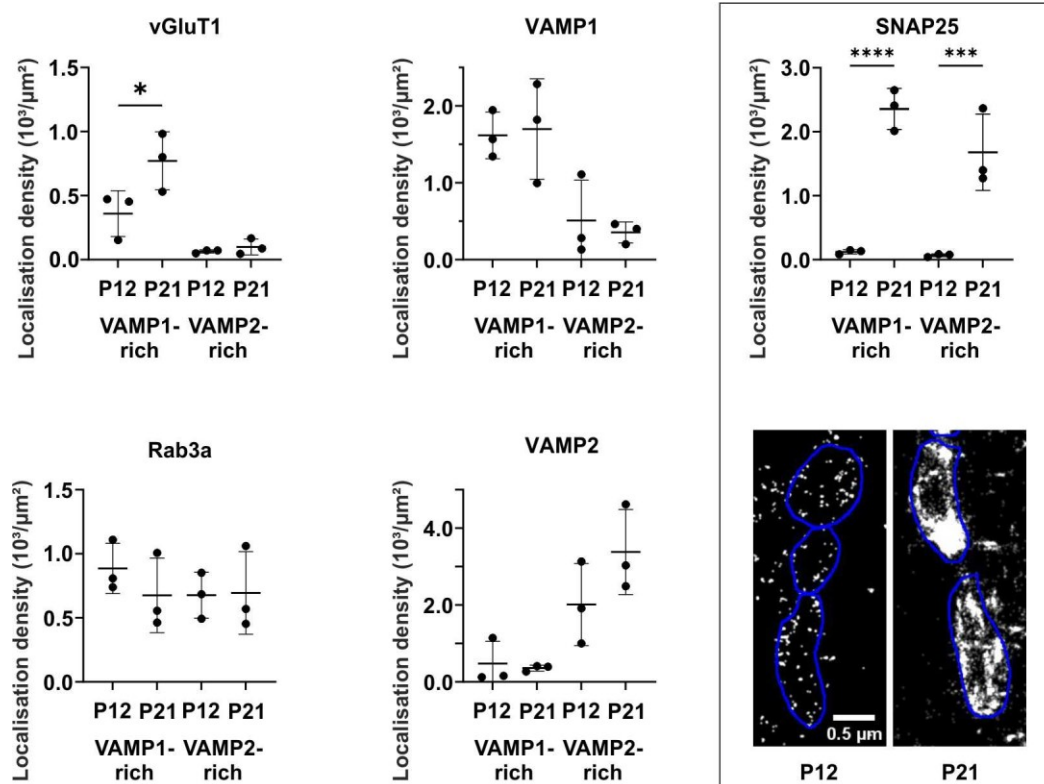 vGluT1
Localisation density (10³/µm²)
1.5
1.0
0.5
0.0
*
P12 P21 P12 P21
VAMP1- VAMP2-
rich rich
VAMP1
Localisation density (10³/µm²)
2.0
1.0
0.0
P12 P21 P12 P21
VAMP1- VAMP2-
rich rich
SNAP25
Localisation density (10³/µm²)
3.0
2.0
1.0
0.0
**** ***
P12 P21 P12 P21
VAMP1- VAMP2-
rich rich
Rab3a
Localisation density (10³/µm²)
1.5
1.0
0.5
0.0
P12 P21 P12 P21
VAMP1- VAMP2-
rich rich
VAMP2
Localisation density (10³/µm²)
4.0
2.0
0.0
P12 P21 P12 P21
VAMP1- VAMP2-
rich rich
0.5 µm
P12 P21